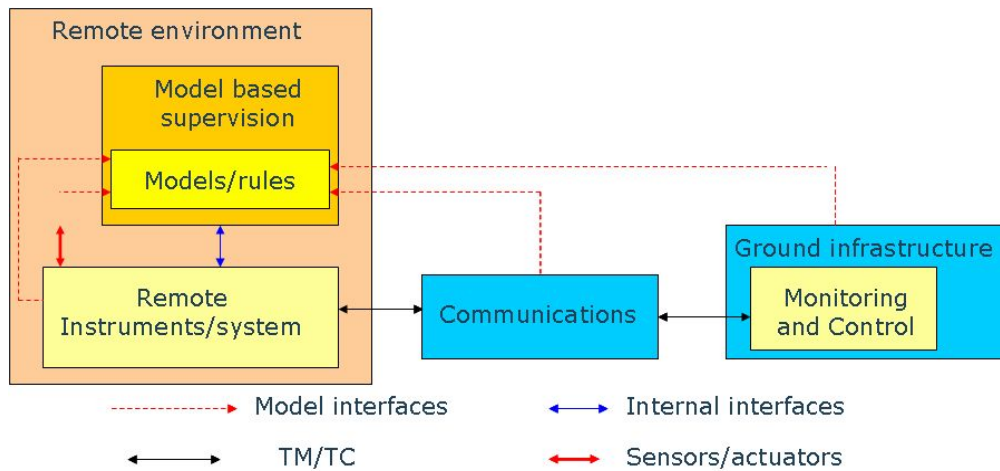 Remote environment
Model based
supervision
Models/rules
Remote
Instruments/system
Communications
Ground infrastructure
Monitoring
and Control
Model interfaces
Internal interfaces
TM/TC
Sensors/actuators